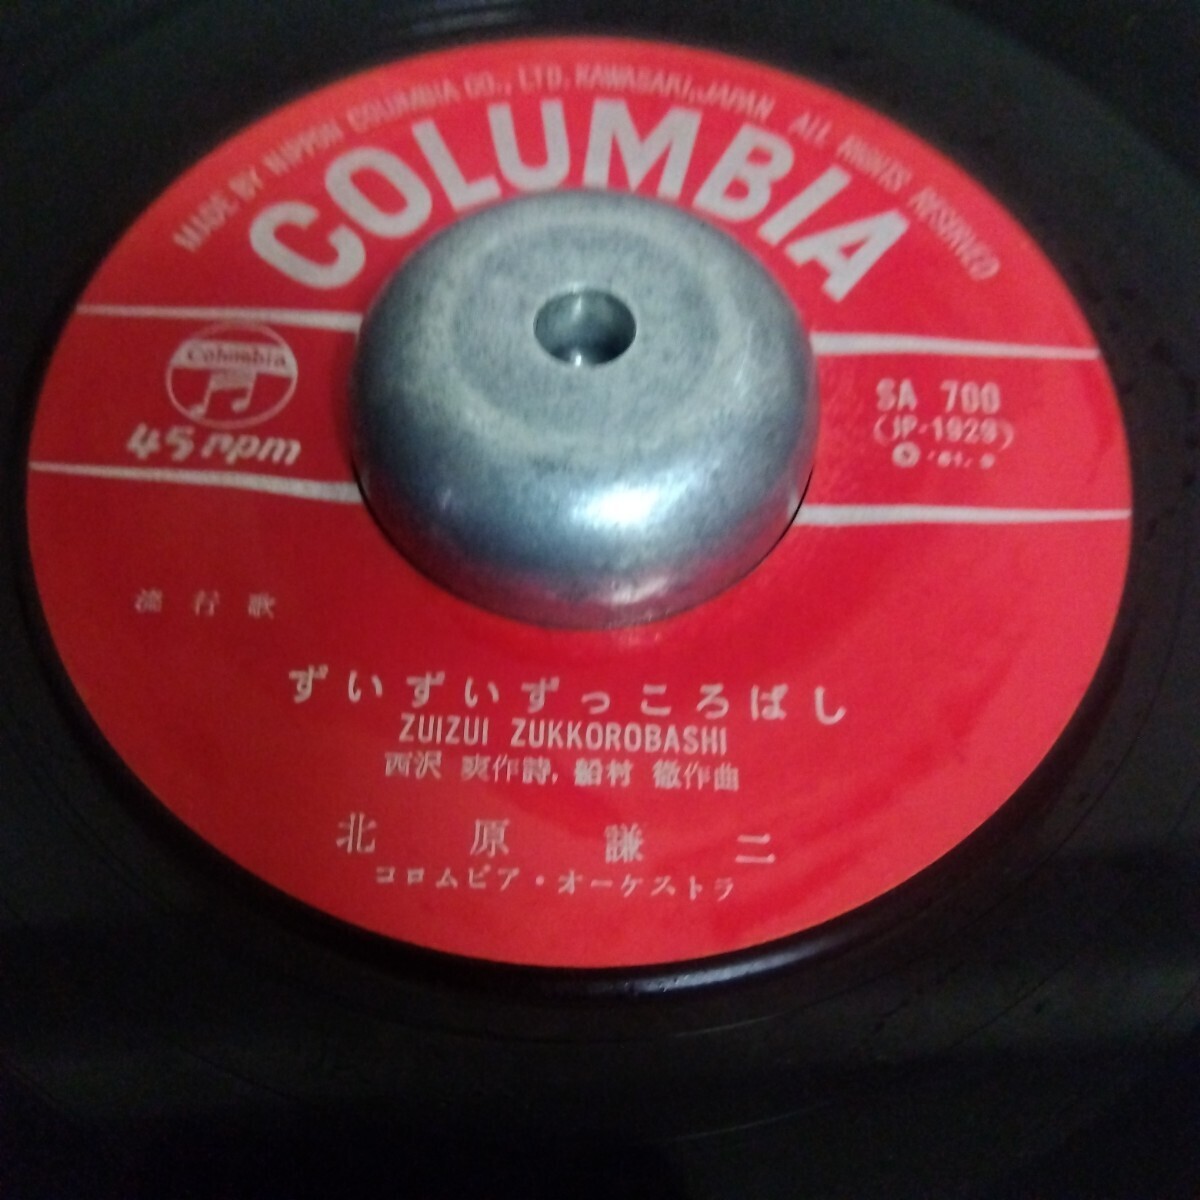 MADE BY NIPPON COLUMBIA CO., LTD. KAWASAKI, JAPAN ALL RIGHTS RESERVED
COLUMBIA
Columbia
45 rpm
SA 700
(JP-1929)
流行歌
ずいずいずっころばし
ZUIZUI ZUKKOROBASHI
西沢 爽作詩, 船村 徹作曲
北原謙二
コロムビア・オーケストラ